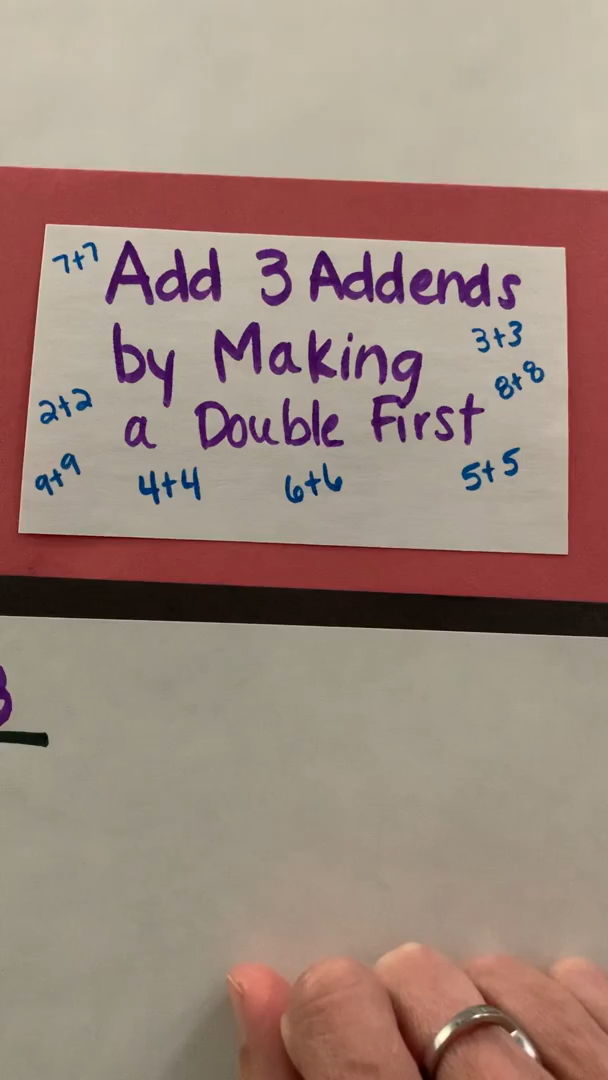 7+7
Add 3 Addends
by Making
3+3
8+8
2+2
a Double First
9+9
4+4
6+6
5+5